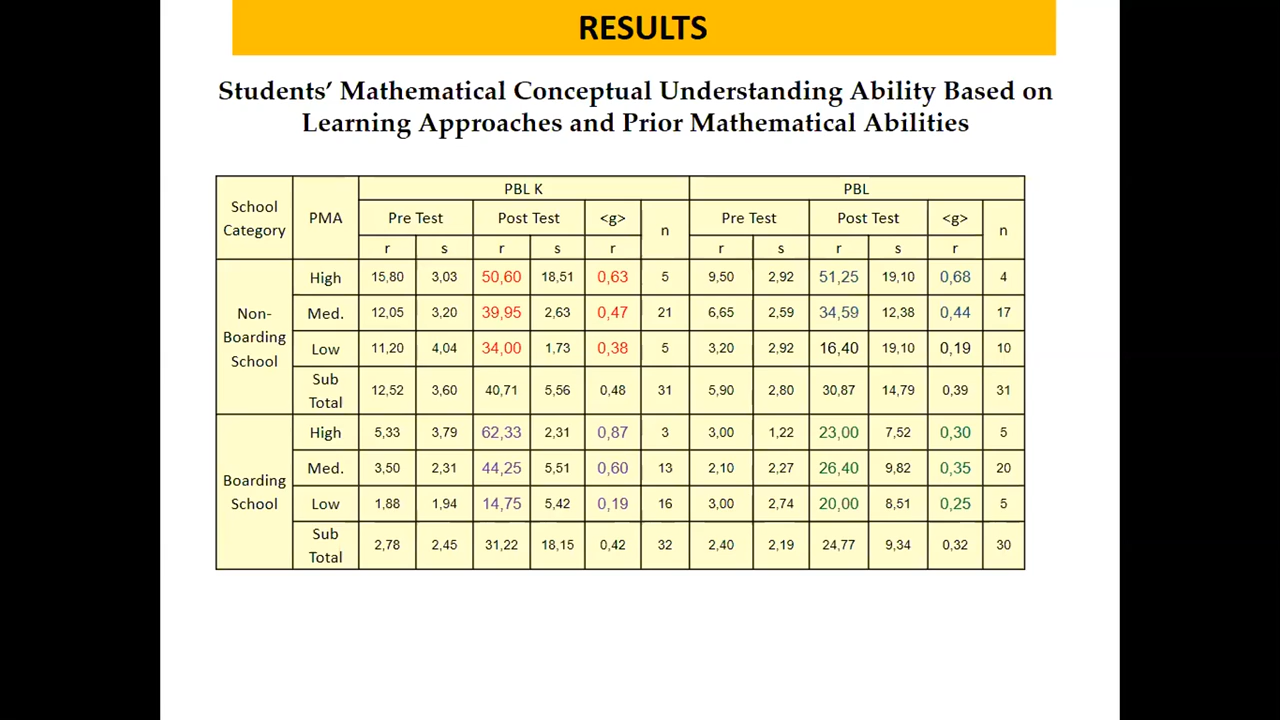 RESULTS
Students’ Mathematical Conceptual Understanding Ability Based on
Learning Approaches and Prior Mathematical Abilities
School Category PMA PBL K PBL
Pre Test Post Test <g> n Pre Test Post Test <g> n
r s r s r r s r s r
Non-Boarding School High 15,80 3,03 50,60 18,51 0,63 5 9,50 2,92 51,25 19,10 0,68 4
Med. 12,05 3,20 39,95 2,63 0,47 21 6,65 2,59 34,59 12,38 0,44 17
Low 11,20 4,04 34,00 1,73 0,38 5 3,20 2,92 16,40 19,10 0,19 10
Sub Total 12,52 3,60 40,71 5,56 0,48 31 5,90 2,80 30,87 14,79 0,39 31
Boarding School High 5,33 3,79 62,33 2,31 0,87 3 3,00 1,22 23,00 7,52 0,30 5
Med. 3,50 2,31 44,25 5,51 0,60 13 2,10 2,27 26,40 9,82 0,35 20
Low 1,88 1,94 14,75 5,42 0,19 16 3,00 2,74 20,00 8,51 0,25 5
Sub Total 2,78 2,45 31,22 18,15 0,42 32 2,40 2,19 24,77 9,34 0,32 30